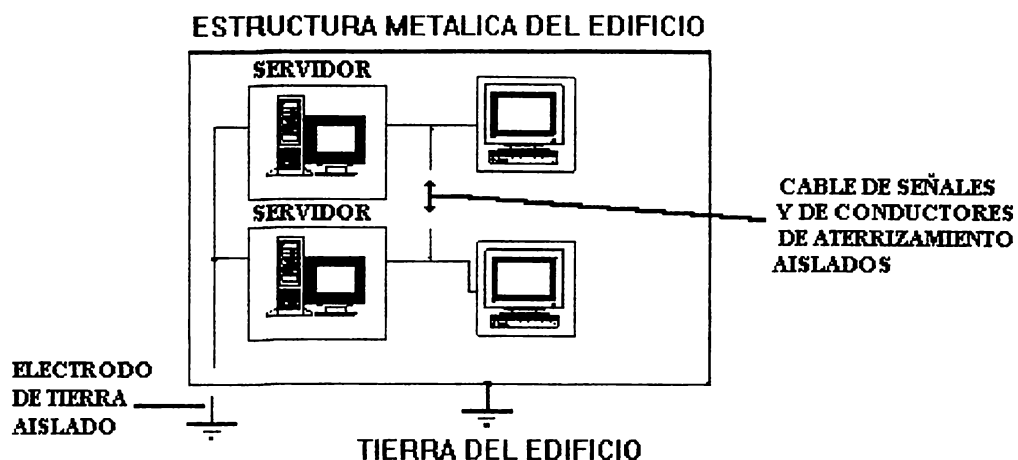 ESTRUCTURA METALICA DEL EDIFICIO
SERVIDOR
SERVIDOR
CABLE DE SEÑALES
Y DE CONDUCTORES
DE ATERRIZAMIENTO
AISLADOS
ELECTRODO
DE TIERRA
AISLADO
TIERRA DEL EDIFICIO